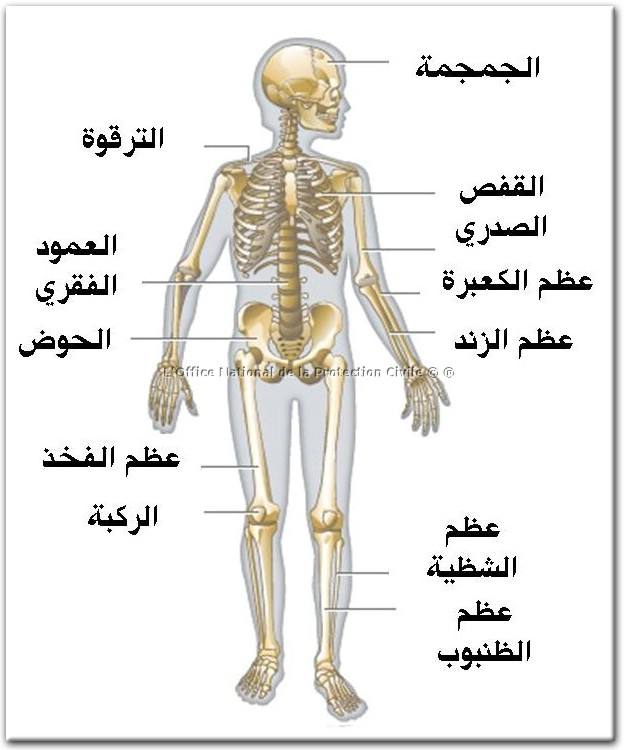 الجمجمة
الترقوة
القفص
الصدري
العمود
الفقري
عظم الكعبرة
عظم الزند
الحوض
L'Office National de la Protection Civile © ®
عظم الفخذ
الركبة
عظم
الشظية
عظم
الظنبوب